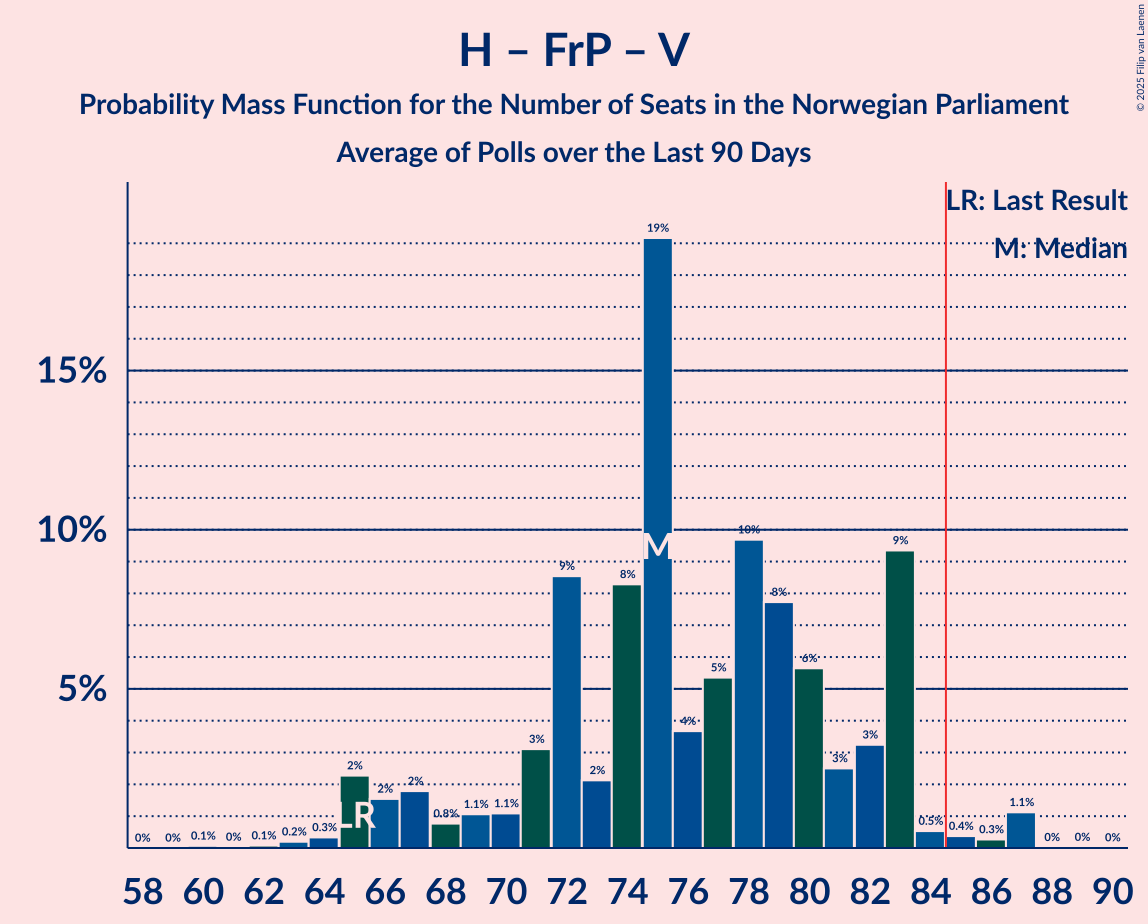 H – FrP – V
Probability Mass Function for the Number of Seats in the Norwegian Parliament
Average of Polls over the Last 90 Days
© 2025 Filip van Laenen
LR: Last Result
M: Median
15%
10%
5%
0% 0% 0.1% 0% 0.1% 0.2% 0.3% 2% 2% 2% 0.8% 1.1% 1.1% 3% 9% 2% 8% 19% 4% 5% 10% 8% 6% 3% 3% 9% 0.5% 0.4% 0.3% 1.1% 0% 0% 0%
LR
M
58 60 62 64 66 68 70 72 74 76 78 80 82 84 86 88 90